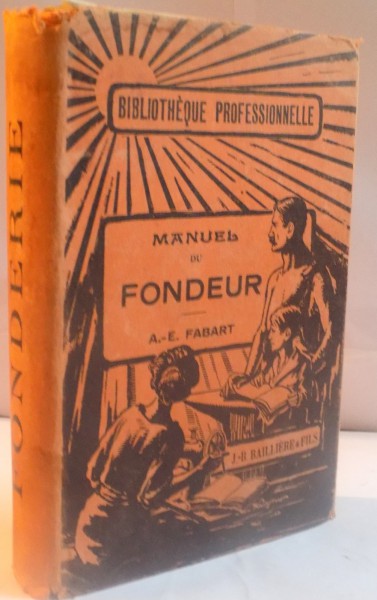 BIBLIOTHÈQUE PROFESSIONNELLE
MANUEL
DU
FONDEUR
A.-E. FABART
J-B BAILLIÈRE & FILS
FONDERIE